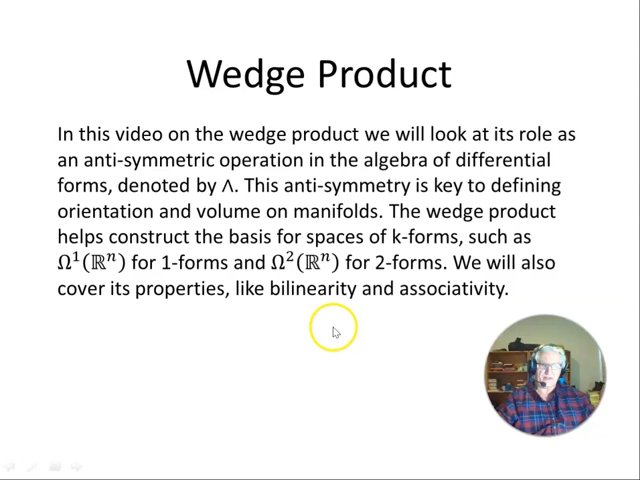 Wedge Product
In this video on the wedge product we will look at its role as
an anti-symmetric operation in the algebra of differential
forms, denoted by ∧. This anti-symmetry is key to defining
orientation and volume on manifolds. The wedge product
helps construct the basis for spaces of k-forms, such as
Ω¹(ℝⁿ) for 1-forms and Ω²(ℝⁿ) for 2-forms. We will also
cover its properties, like bilinearity and associativity.